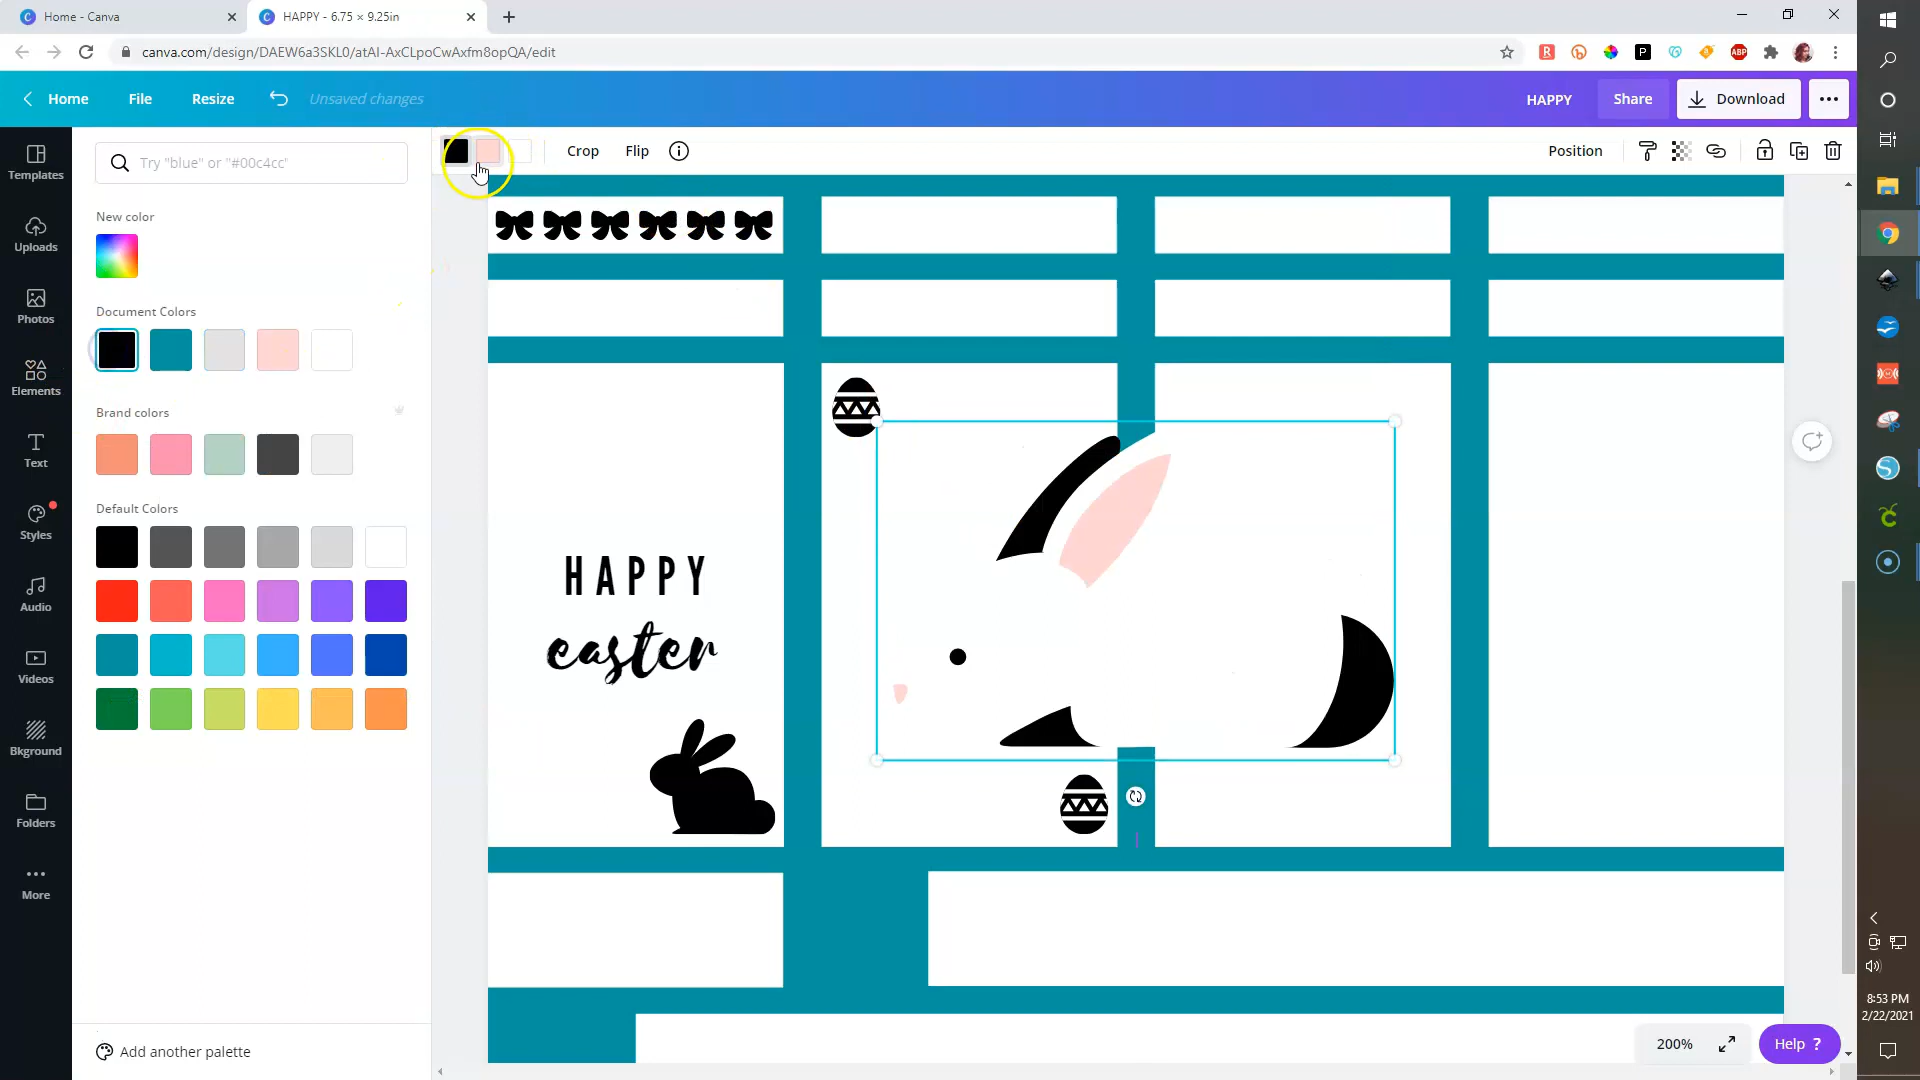 Home - Canva
HAPPY - 6.75 × 9.25in
canva.com/design/DAEW6a3SKL0/atAI-AxCLpoCwAxfm8opQA/edit
Home
File
Resize
Unsaved changes
HAPPY
Share
Download
Templates
Uploads
Photos
Elements
Text
Styles
Audio
Videos
Bkground
Folders
More
Try "blue" or "#00c4cc"
New color
Document Colors
Brand colors
Default Colors
Add another palette
Crop
Flip
Position
HAPPY
easter
200%
Help ?
8:53 PM
2/22/2021
ABP